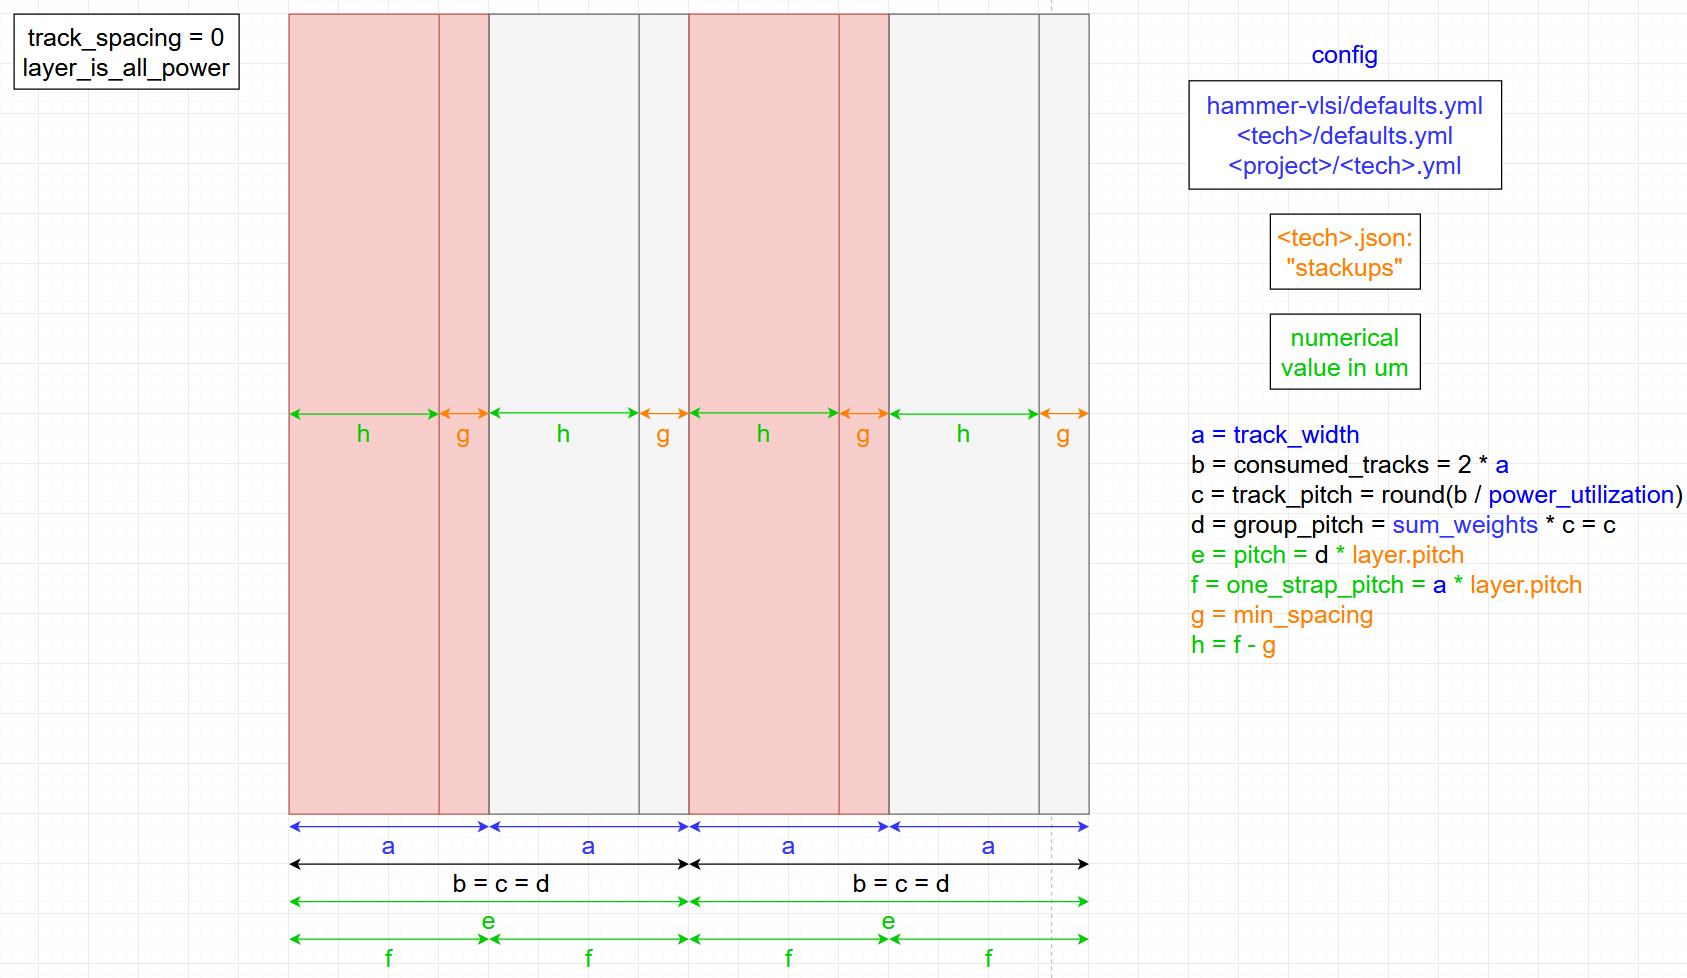 track_spacing = 0
layer_is_all_power
config
hammer-vlsi/defaults.yml
<tech>/defaults.yml
<project>/<tech>.yml
<tech>.json:
"stackups"
numerical
value in um
h g h g h g h g
a = track_width
b = consumed_tracks = 2 * a
c = track_pitch = round(b / power_utilization)
d = group_pitch = sum_weights * c = c
e = pitch = d * layer.pitch
f = one_strap_pitch = a * layer.pitch
g = min_spacing
h = f - g
a a a a
b = c = d b = c = d
e e
f f f f